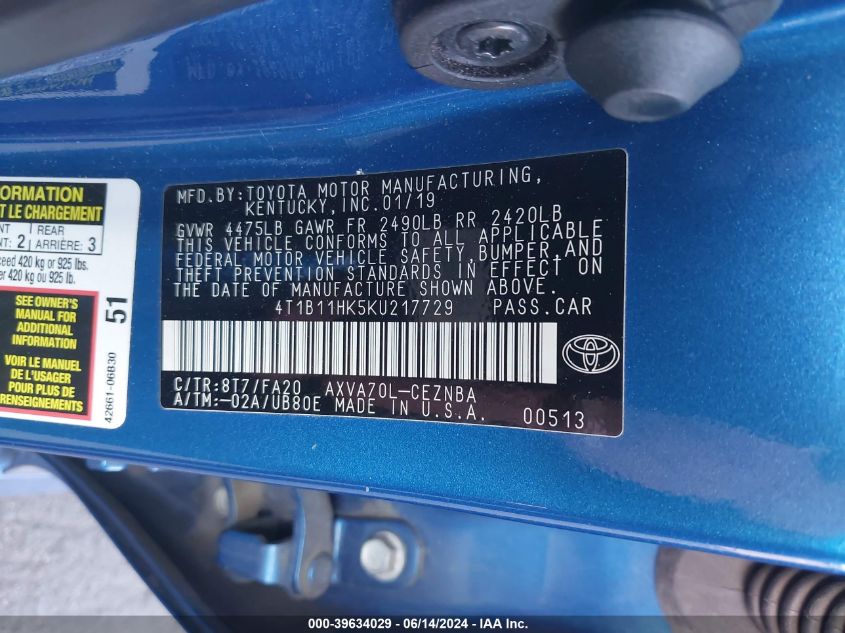 MFD. BY: TOYOTA MOTOR MANUFACTURING,
KENTUCKY, INC. 01/19
GVWR 4475LB GAWR FR 2490LB RR 2420LB
THIS VEHICLE CONFORMS TO ALL APPLICABLE
FEDERAL MOTOR VEHICLE SAFETY, BUMPER, AND
THEFT PREVENTION STANDARDS IN EFFECT ON
THE DATE OF MANUFACTURE SHOWN ABOVE.
4T1B11HK5KU217729 PASS. CAR
C/TR: 8T7/FA20 AXVA70L-CEZNBA
A/TM: -02A/UB80E MADE IN U.S.A. 00513
ORMATION
T LE CHARGEMENT
NT: 2 REAR
ARRIÈRE: 3
ceed 420 kg or 925 lbs.
er 420 kg ou 925 lb.
SEE OWNER'S
MANUAL FOR
ADDITIONAL
INFORMATION
VOIR LE MANUEL
DE L'USAGER
POUR PLUS DE
RENSEIGNEMENTS
51
42661-06B30
000-39634029 - 06/14/2024 - IAA Inc.